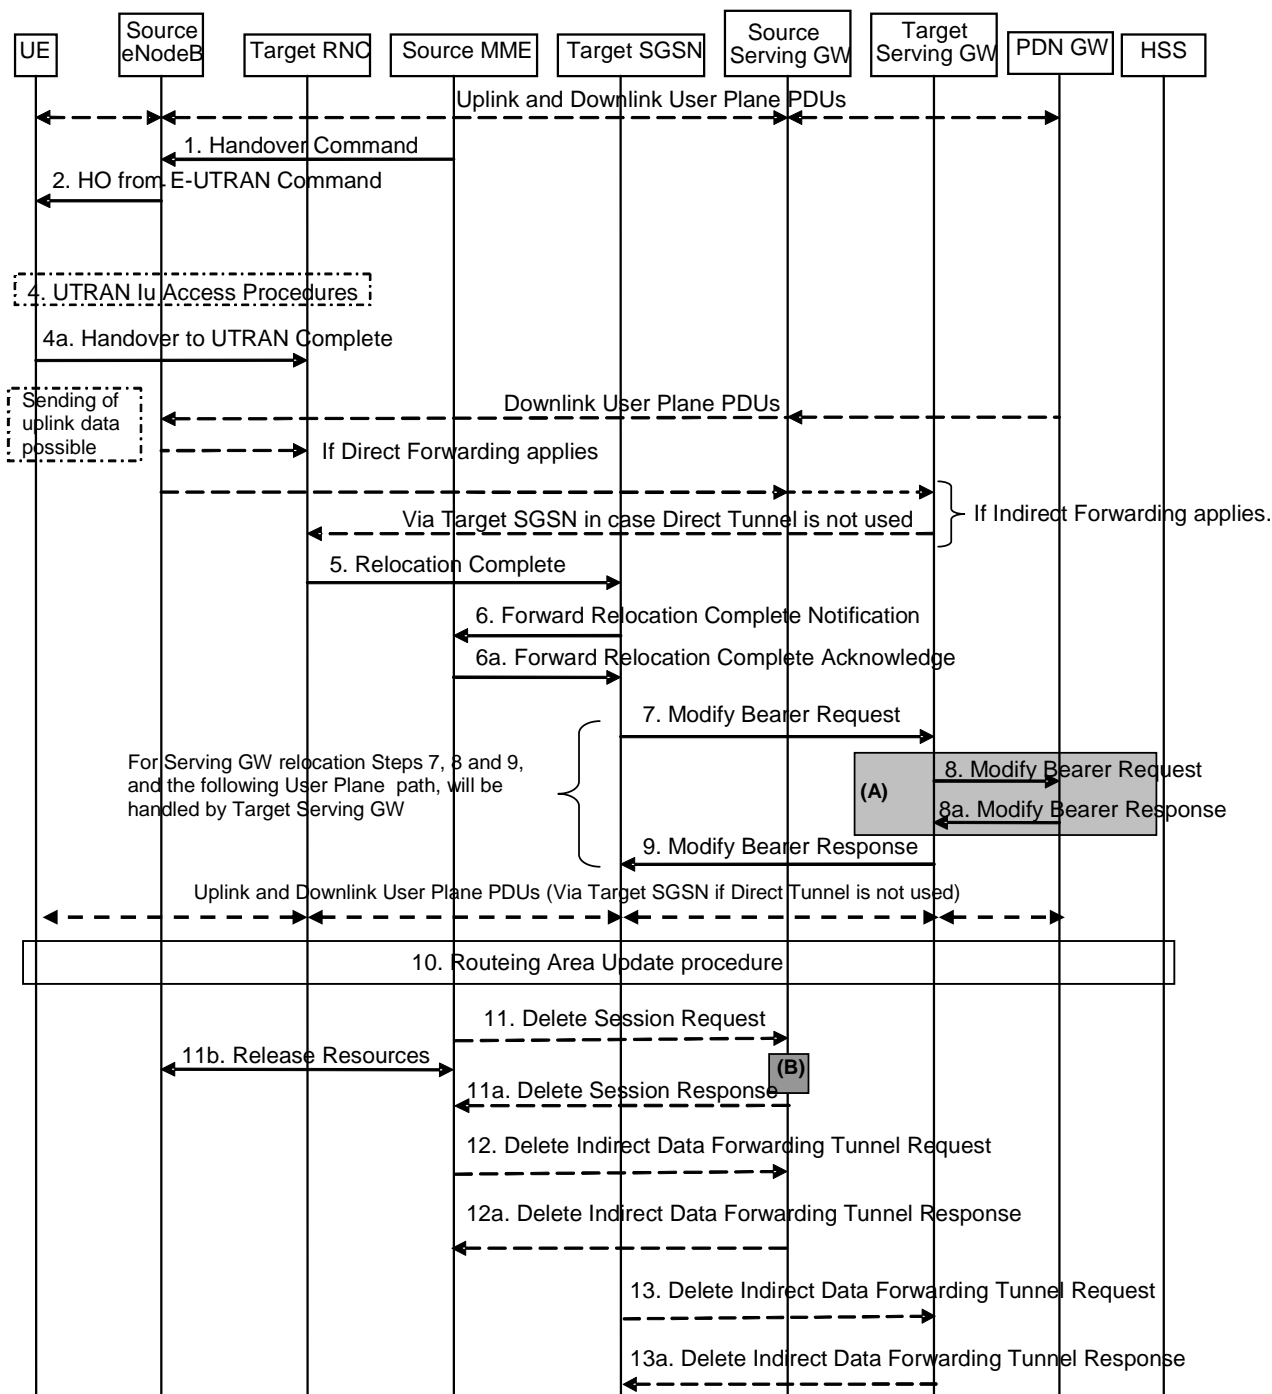 UE
Source
eNodeB
Target RNC
Source MME
Target SGSN
Source
Serving GW
Target
Serving GW
PDN GW
HSS
Uplink and Downlink User Plane PDUs
1. Handover Command
2. HO from E-UTRAN Command
4. UTRAN Iu Access Procedures
4a. Handover to UTRAN Complete
Sending of
uplink data
possible
Downlink User Plane PDUs
If Direct Forwarding applies
Via Target SGSN in case Direct Tunnel is not used
If Indirect Forwarding applies.
5. Relocation Complete
6. Forward Relocation Complete Notification
6a. Forward Relocation Complete Acknowledge
7. Modify Bearer Request
For Serving GW relocation Steps 7, 8 and 9,
and the following User Plane path, will be
handled by Target Serving GW
(A)
8. Modify Bearer Request
8a. Modify Bearer Response
9. Modify Bearer Response
Uplink and Downlink User Plane PDUs (Via Target SGSN if Direct Tunnel is not used)
10. Routeing Area Update procedure
11. Delete Session Request
11b. Release Resources
(B)
11a. Delete Session Response
12. Delete Indirect Data Forwarding Tunnel Request
12a. Delete Indirect Data Forwarding Tunnel Response
13. Delete Indirect Data Forwarding Tunnel Request
13a. Delete Indirect Data Forwarding Tunnel Response